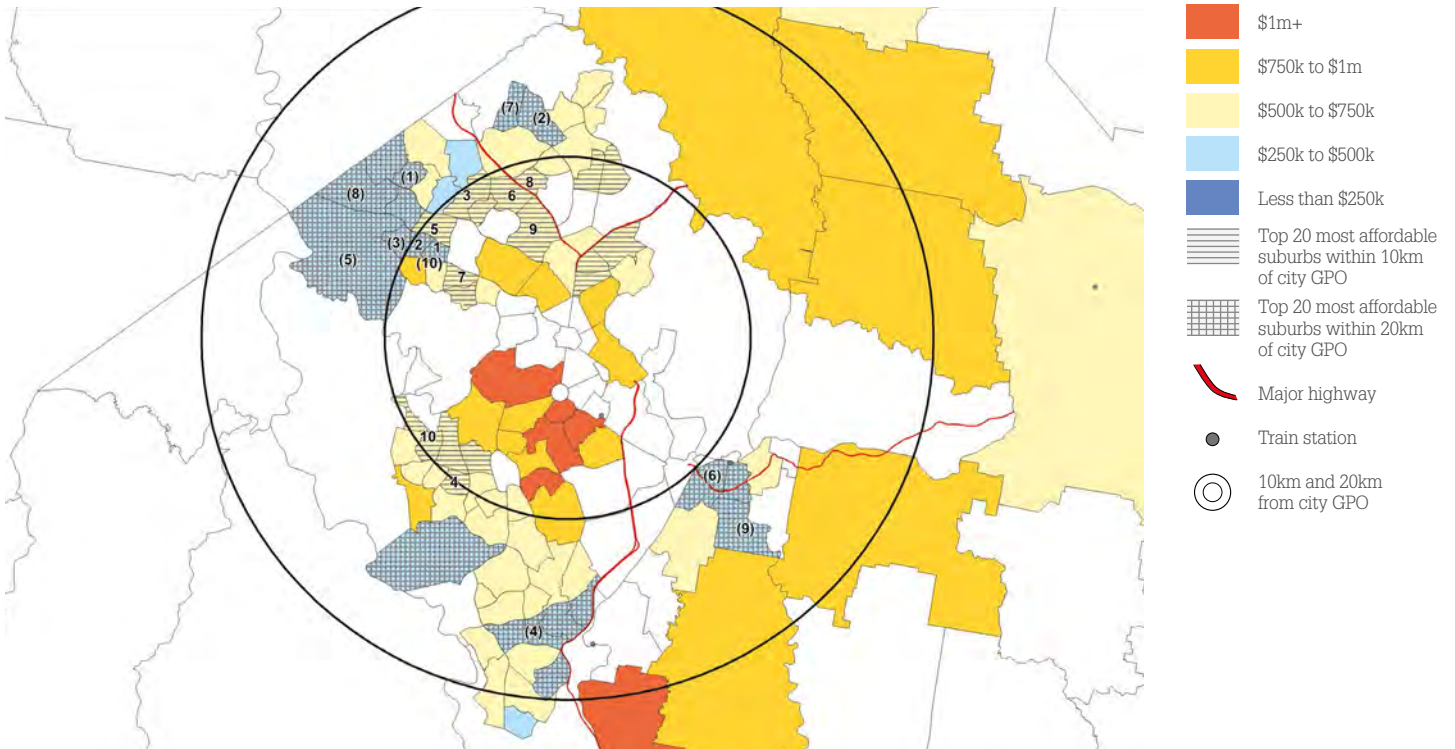 (7)
(2)
(1)
(8)
8
3
6
5
9
(3)
2
1
(5)
(10)
7
10
4
(6)
(9)
(4)
$1m+
$750k to $1m
$500k to $750k
$250k to $500k
Less than $250k
Top 20 most affordable
suburbs within 10km
of city GPO
Top 20 most affordable
suburbs within 20km
of city GPO
Major highway
Train station
10km and 20km
from city GPO